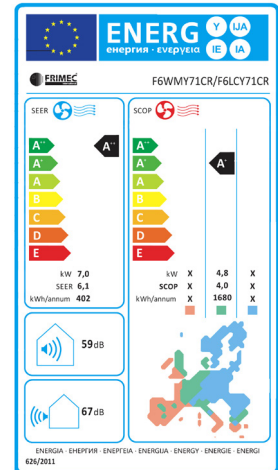 ENERG Y IJA
енергия · ενεργεια IE IA
FRIMEC
F6WMY71CR/F6LCY71CR
SEER SCOP
A++ A++ A++
A+ A+ A+
A A
B B
C C
D D
E E
kW 7,0 kW X 4,8 X
SEER 6,1 SCOP X 4,0 X
kWh/annum 402 kWh/annum X 1680 X
59dB
67dB
ENERGIA · ЕНЕРГИЯ · ΕΝΕΡΓΕΙΑ · ENERGIJA · ENERGY · ENERGIE · ENERGI
626/2011